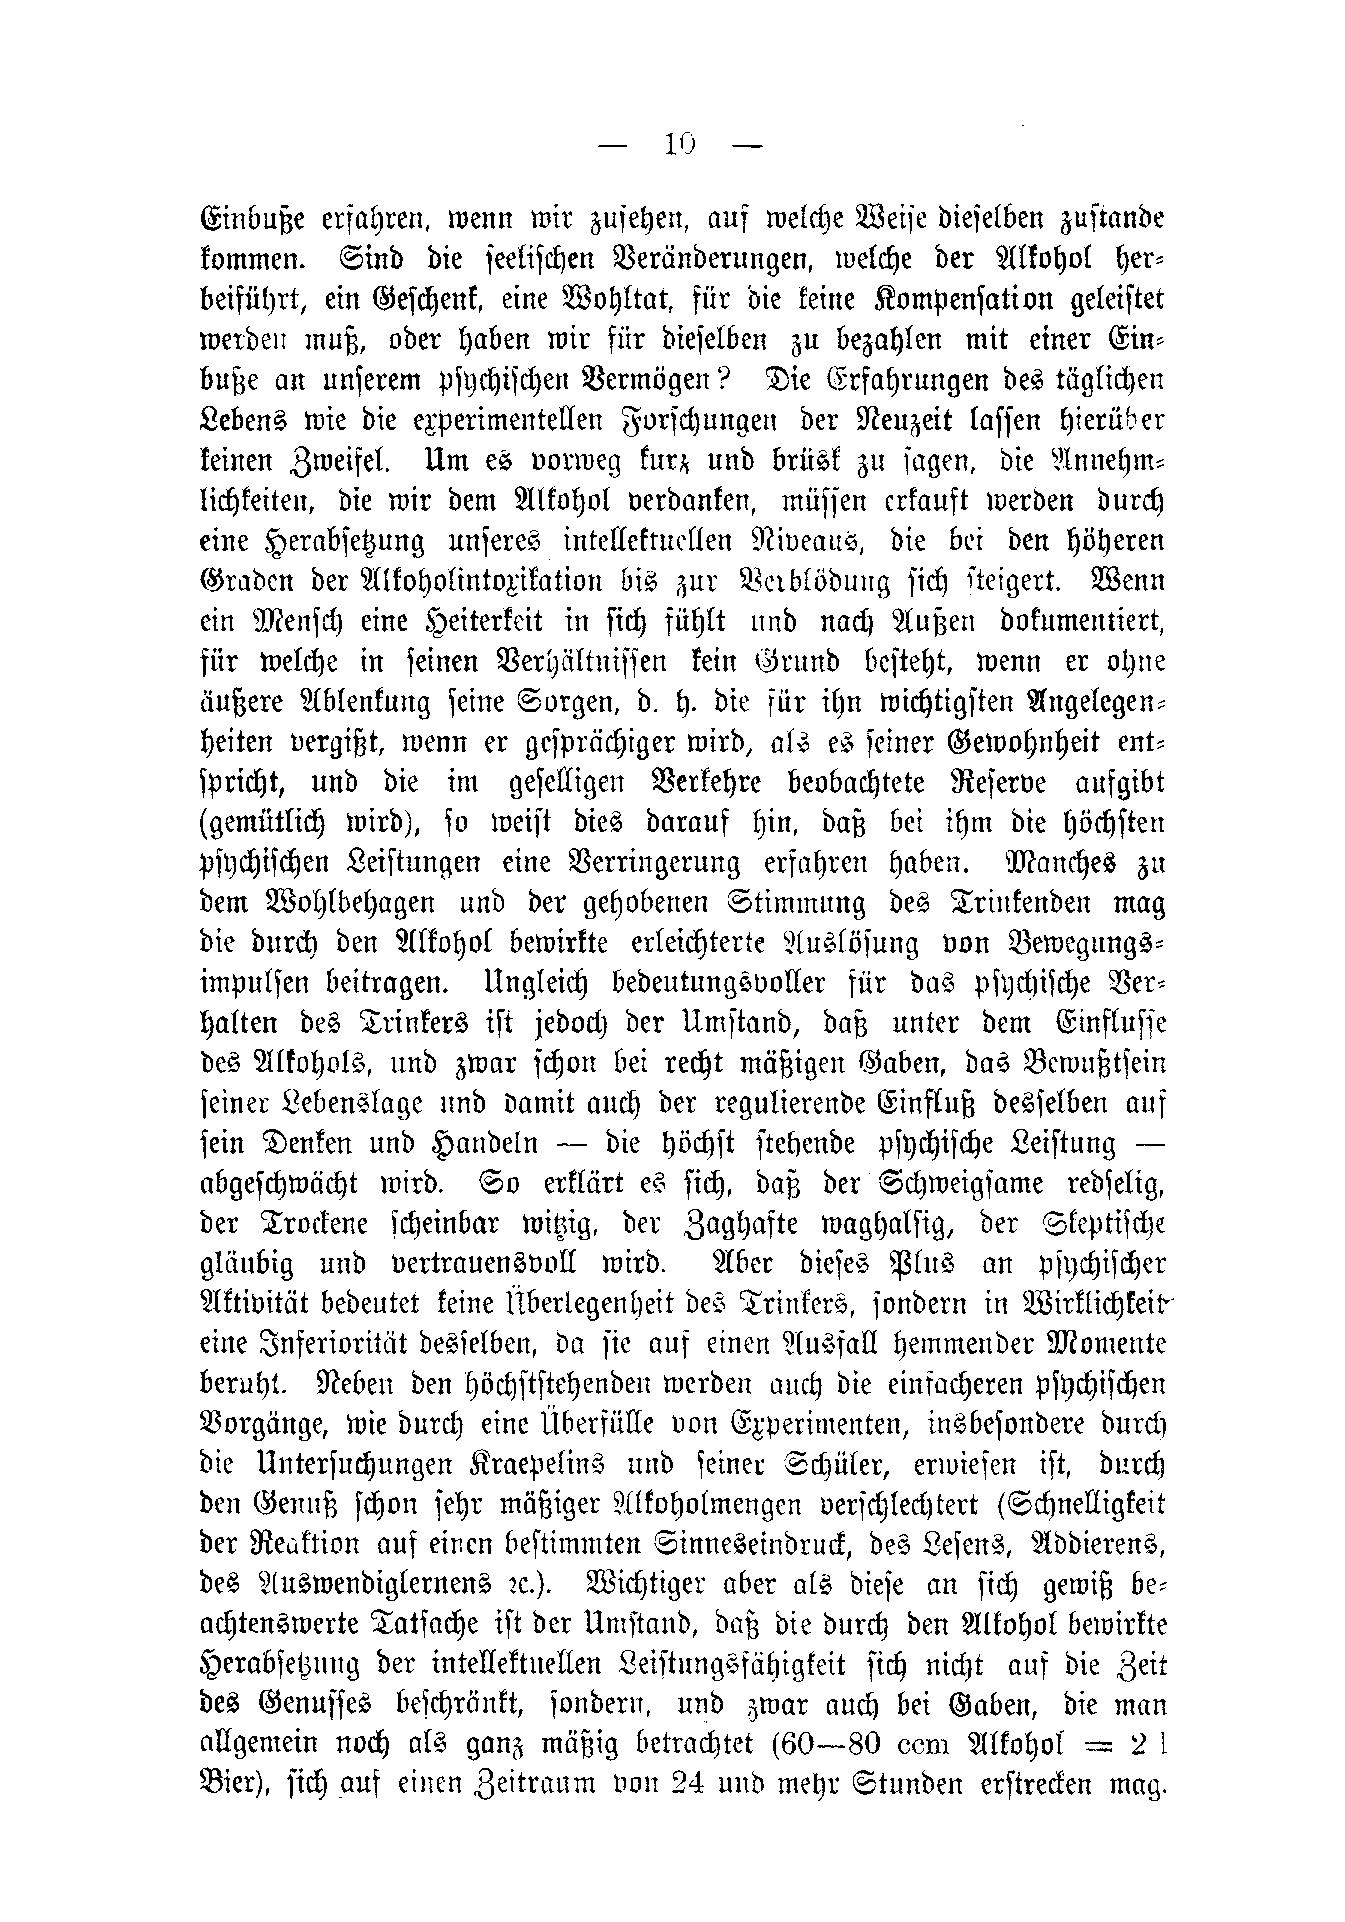 — 10 —
Einbuße erfahren, wenn wir zusehen, auf welche Weise dieselben zustande
kommen. Sind die seelischen Veränderungen, welche der Alkohol her-
beiführt, ein Geschenk, eine Wohltat, für die keine Kompensation geleistet
werden muß, oder haben wir für dieselben zu bezahlen mit einer Ein-
buße an unserem psychischen Vermögen? Die Erfahrungen des täglichen
Lebens wie die experimentellen Forschungen der Neuzeit lassen hierüber
keinen Zweifel. Um es vorweg kurz und brüsk zu sagen, die Annehm-
lichkeiten, die wir dem Alkohol verdanken, müssen erkauft werden durch
eine Herabsetzung unseres intellektuellen Niveaus, die bei den höheren
Graden der Alkoholintoxikation bis zur Verblödung sich steigert. Wenn
ein Mensch eine Heiterkeit in sich fühlt und nach Außen dokumentiert,
für welche in seinen Verhältnissen kein Grund besteht, wenn er ohne
äußere Ablenkung seine Sorgen, d. h. die für ihn wichtigsten Angelegen-
heiten vergißt, wenn er gesprächiger wird, als es seiner Gewohnheit ent-
spricht, und die im geselligen Verkehre beobachtete Reserve aufgibt
(gemütlich wird), so weist dies darauf hin, daß bei ihm die höchsten
psychischen Leistungen eine Verringerung erfahren haben. Manches zu
dem Wohlbehagen und der gehobenen Stimmung des Trinkenden mag
die durch den Alkohol bewirkte erleichterte Auslösung von Bewegungs-
impulsen beitragen. Ungleich bedeutungsvoller für das psychische Ver-
halten des Trinkers ist jedoch der Umstand, daß unter dem Einflusse
des Alkohols, und zwar schon bei recht mäßigen Gaben, das Bewußtsein
seiner Lebenslage und damit auch der regulierende Einfluß desselben auf
sein Denken und Handeln — die höchst stehende psychische Leistung —
abgeschwächt wird. So erklärt es sich, daß der Schweigsame redselig,
der Trockene scheinbar witzig, der Zaghafte waghalsig, der Skeptische
gläubig und vertrauensvoll wird. Aber dieses Plus an psychischer
Aktivität bedeutet keine Überlegenheit des Trinkers, sondern in Wirklichkeit
eine Inferiorität desselben, da sie auf einen Ausfall hemmender Momente
beruht. Neben den höchststehenden werden auch die einfacheren psychischen
Vorgänge, wie durch eine Überfülle von Experimenten, insbesondere durch
die Untersuchungen Kraepelins und seiner Schüler, erwiesen ist, durch
den Genuß schon sehr mäßiger Alkoholmengen verschlechtert (Schnelligkeit
der Reaktion auf einen bestimmten Sinneseindruck, des Lesens, Addierens,
des Auswendiglernens ꝛc.). Wichtiger aber als diese an sich gewiß be-
achtenswerte Tatsache ist der Umstand, daß die durch den Alkohol bewirkte
Herabsetzung der intellektuellen Leistungsfähigkeit sich nicht auf die Zeit
des Genusses beschränkt, sondern, und zwar auch bei Gaben, die man
allgemein noch als ganz mäßig betrachtet (60—80 ccm Alkohol = 2 l
Bier), sich auf einen Zeitraum von 24 und mehr Stunden erstrecken mag.